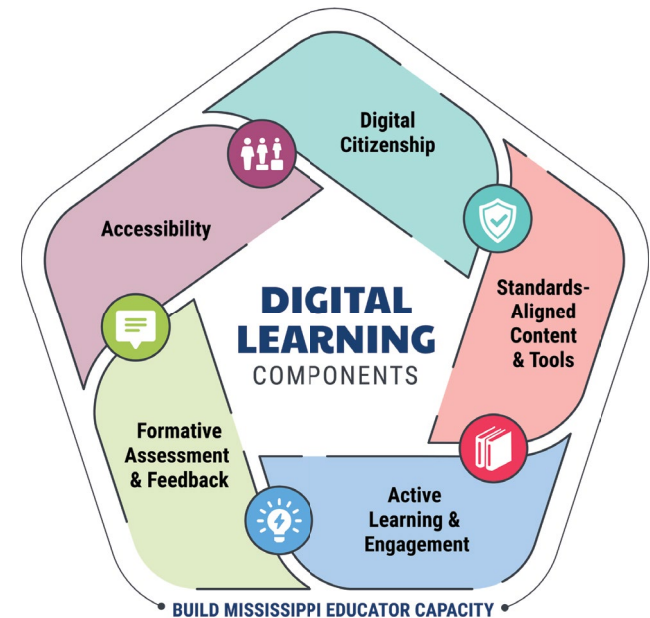 Digital
Citizenship
Accessibility
Standards-
Aligned
Content
& Tools
DIGITAL
LEARNING
COMPONENTS
Formative
Assessment
& Feedback
Active
Learning &
Engagement
BUILD MISSISSIPPI EDUCATOR CAPACITY